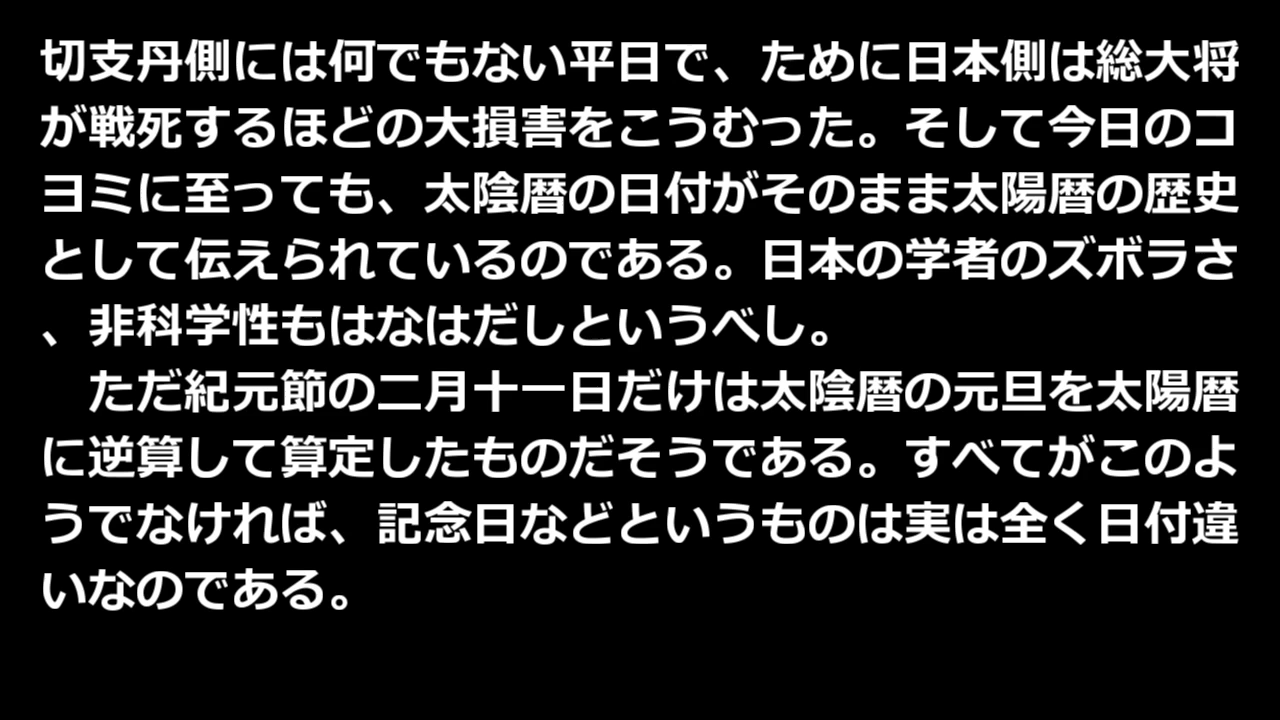 切支丹側には何でもない平日で、ために日本側は総大将
が戦死するほどの大損害をこうむった。そして今日のコ
ヨミに至っても、太陰暦の日付がそのまま太陽暦の歴史
として伝えられているのである。日本の学者のズボラさ
、非科学性もはなはだしというべし。
　ただ紀元節の二月十一日だけは太陰暦の元旦を太陽暦
に逆算して算定したものだそうである。すべてがこのよ
うでなければ、記念日などというものは実は全く日付違
いなのである。